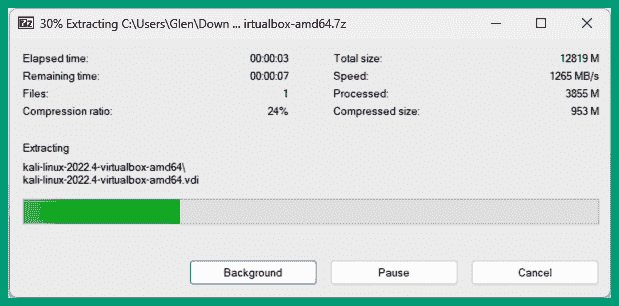 7z 30% Extracting C:\Users\Glen\Down ... irtualbox-amd64.7z
Elapsed time: 00:00:03 Total size: 12819 M
Remaining time: 00:00:07 Speed: 1265 MB/s
Files: 1 Processed: 3855 M
Compression ratio: 24% Compressed size: 953 M
Extracting
kali-linux-2022.4-virtualbox-amd64\
kali-linux-2022.4-virtualbox-amd64.vdi
Background Pause Cancel